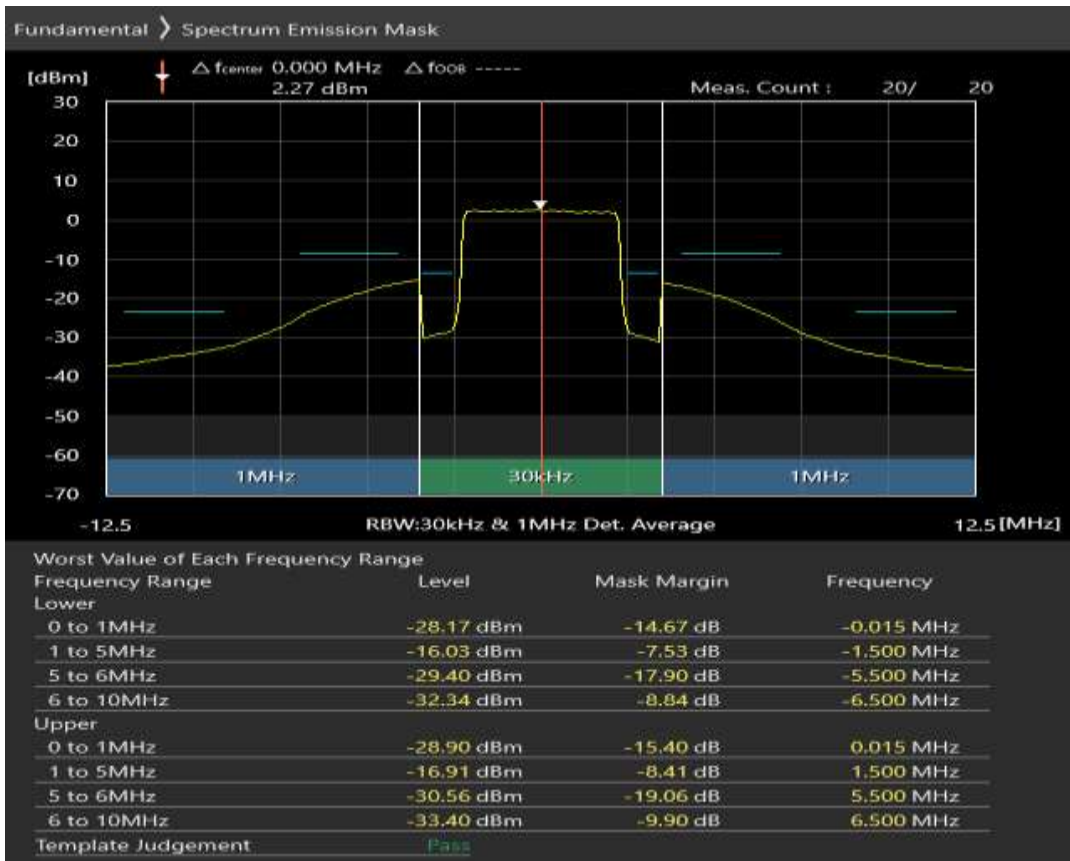 Fundamental 》 Spectrum Emission Mask
[dBm] Δ fcenter 0.000 MHz Δ fOOB -----
2.27 dBm Meas. Count : 20/ 20
30
20
10
0
-10
-20
-30
-40
-50
-60
1MHz 30kHz 1MHz
-70
-12.5 RBW:30kHz & 1MHz Det. Average 12.5 [MHz]
Worst Value of Each Frequency Range
Frequency Range Level Mask Margin Frequency
Lower
0 to 1MHz -28.17 dBm -14.67 dB -0.015 MHz
1 to 5MHz -16.03 dBm -7.53 dB -1.500 MHz
5 to 6MHz -29.40 dBm -17.90 dB -5.500 MHz
6 to 10MHz -32.34 dBm -8.84 dB -6.500 MHz
Upper
0 to 1MHz -28.90 dBm -15.40 dB 0.015 MHz
1 to 5MHz -16.91 dBm -8.41 dB 1.500 MHz
5 to 6MHz -30.56 dBm -19.06 dB 5.500 MHz
6 to 10MHz -33.40 dBm -9.90 dB 6.500 MHz
Template Judgement Pass